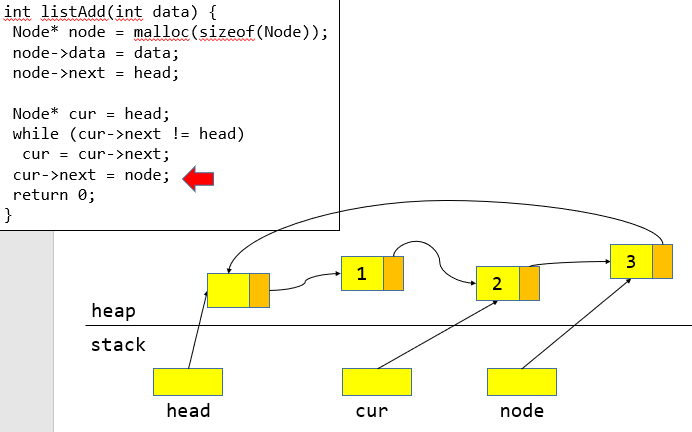 int listAdd(int data) {
Node* node = malloc(sizeof(Node));
node->data = data;
node->next = head;
Node* cur = head;
while (cur->next != head)
cur = cur->next;
cur->next = node;
return 0;
}
1
2
3
heap
stack
head
cur
node